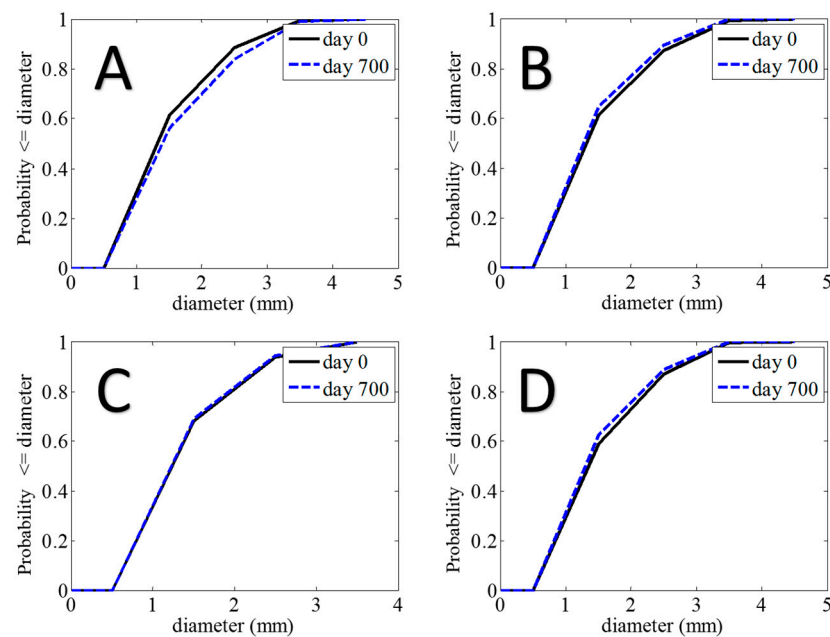 A
Probability <= diameter
1
0.8
0.6
0.4
0.2
0
0 1 2 3 4 5
diameter (mm)
day 0
day 700
B
Probability <= diameter
1
0.8
0.6
0.4
0.2
0
0 1 2 3 4 5
diameter (mm)
day 0
day 700
C
Probability <= diameter
1
0.8
0.6
0.4
0.2
0
0 1 2 3 4
diameter (mm)
day 0
day 700
D
Probability <= diameter
1
0.8
0.6
0.4
0.2
0
0 1 2 3 4 5
diameter (mm)
day 0
day 700